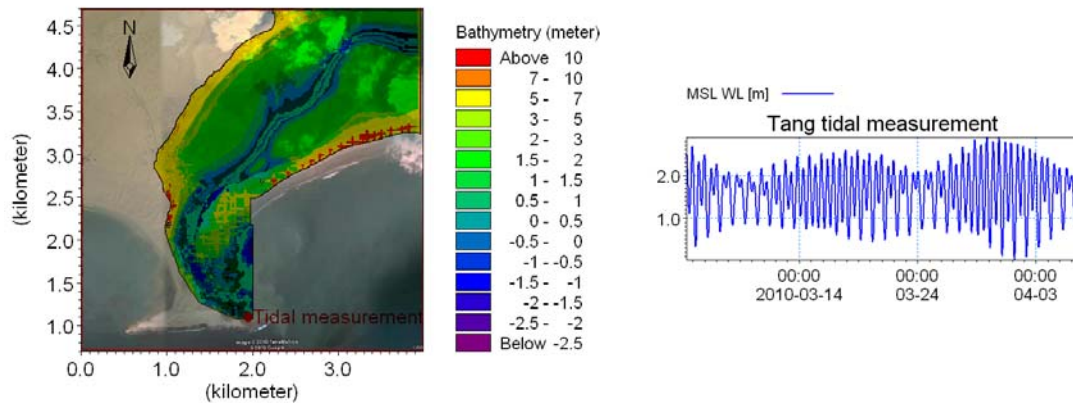 4.5
4.0
3.5
3.0
2.5
2.0
1.5
1.0
(kilometer)
0.0 1.0 2.0 3.0
(kilometer)
N
Tidal measurement
Bathymetry (meter)
Above 10
7 - 10
5 - 7
3 - 5
2 - 3
1.5 - 2
1 - 1.5
0.5 - 1
0 - 0.5
-0.5 - 0
-1 - -0.5
-1.5 - -1
-2 - -1.5
-2.5 - -2
Below -2.5
MSL WL [m]
Tang tidal measurement
2.0
1.0
00:00 00:00 00:00
2010-03-14 03-24 04-03